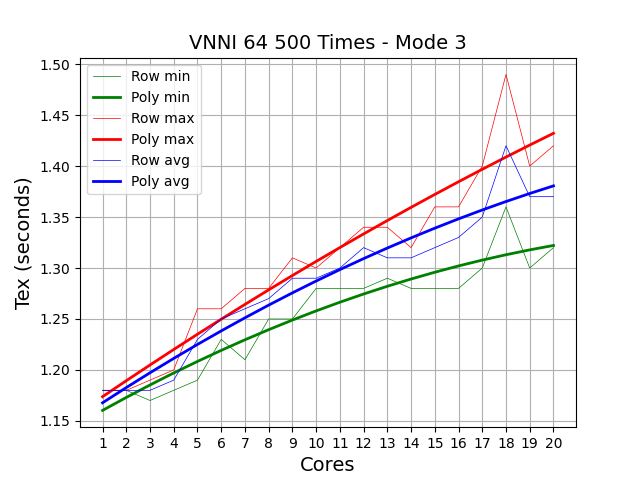 VNNI 64 500 Times - Mode 3
1.50
1.45
1.40
1.35
1.30
1.25
1.20
1.15
Tex (seconds)
Row min
Poly min
Row max
Poly max
Row avg
Poly avg
1 2 3 4 5 6 7 8 9 10 11 12 13 14 15 16 17 18 19 20
Cores